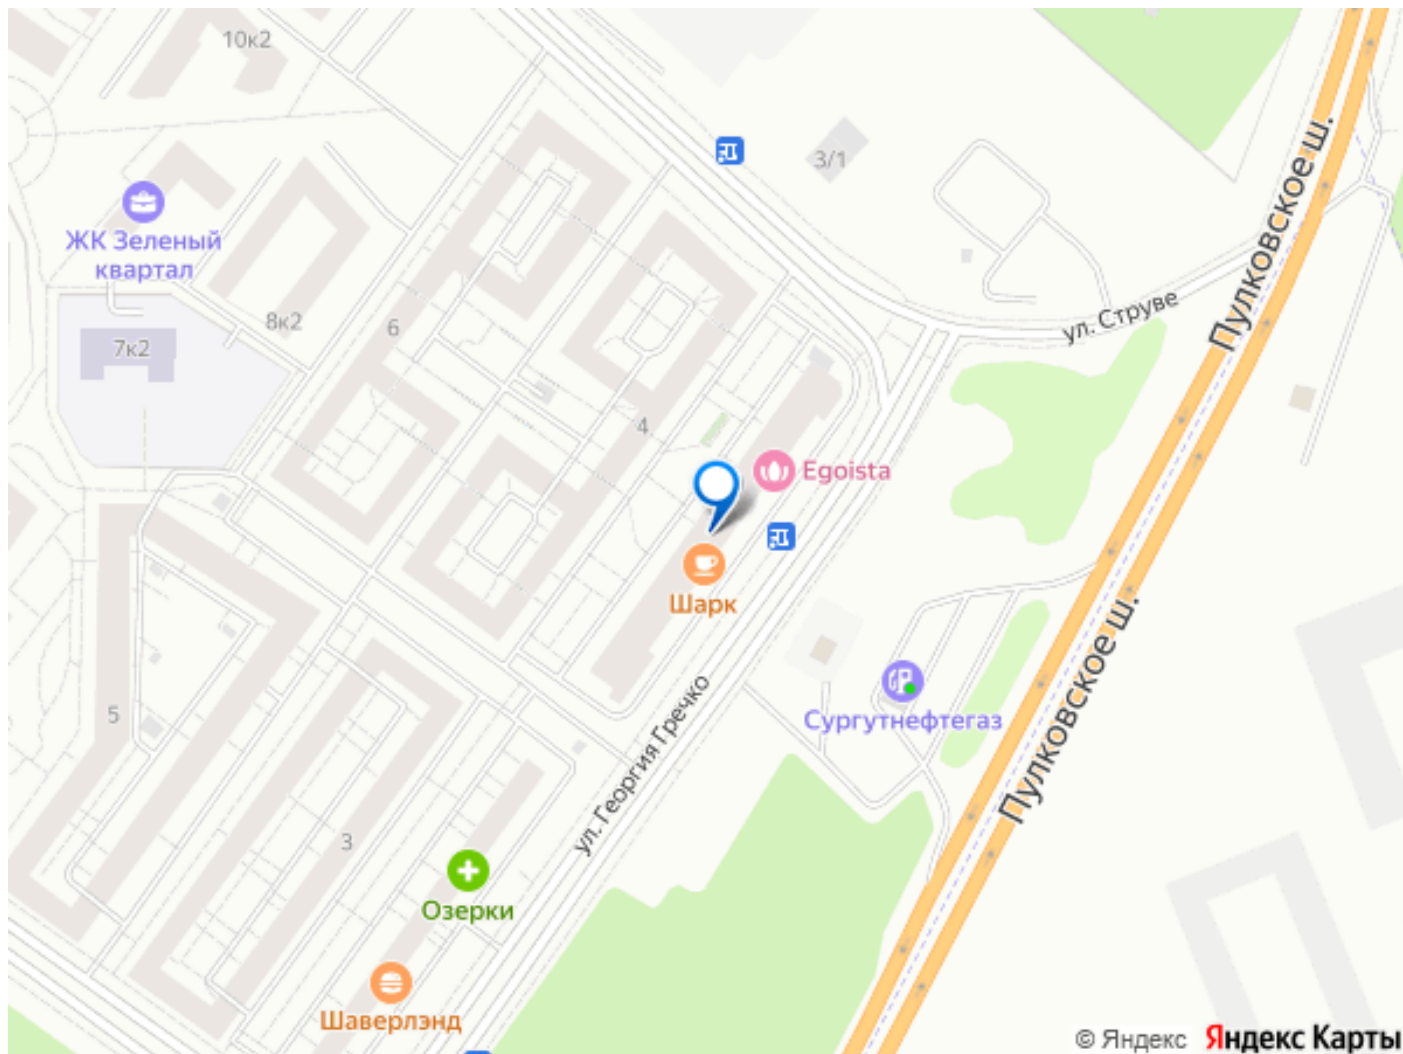 10к2
3/1
Пулковское ш.
ЖК Зеленый
квартал
ул. Струве
8к2
6
7к2
4
Egoista
Шарк
Пулковское ш.
5
ул. Георгия Гречко
Сургутнефтегаз
3
Озерки
Шаверлэнд
© Яндекс Яндекс Карты